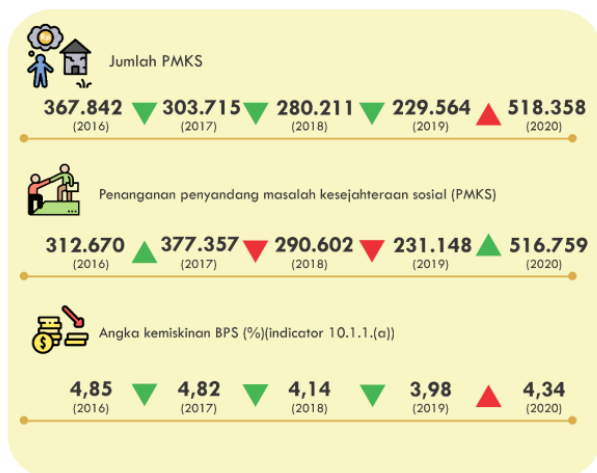 Jumlah PMKS
367.842 303.715 280.211 229.564 518.358
(2016) (2017) (2018) (2019) (2020)
Penanganan penyandang masalah kesejahteraan sosial (PMKS)
312.670 377.357 290.602 231.148 516.759
(2016) (2017) (2018) (2019) (2020)
Angka kemiskinan BPS (%)(indicator 10.1.1.(a))
4,85 4,82 4,14 3,98 4,34
(2016) (2017) (2018) (2019) (2020)